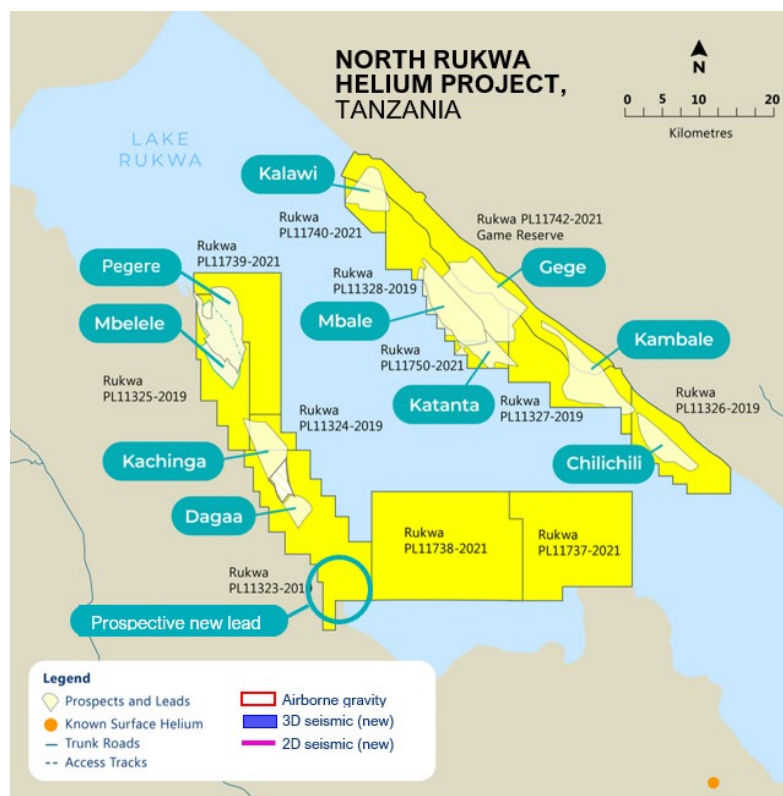 NORTH RUKWA
HELIUM PROJECT,
TANZANIA
N
0 5 10 20
Kilometres
LAKE
RUKWA
Kalawi
Rukwa
PL11740-2021
Rukwa PL11742-2021
Game Reserve
Rukwa
PL11739-2021
Pegere
Gege
Rukwa
PL11328-2019
Mbale
Mbelele
Kambale
Rukwa
PL11750-2021
Rukwa
PL11325-2019
Katanta
Rukwa
PL11327-2019
Rukwa
PL11326-2019
Rukwa
PL11324-2019
Kachinga
Chilichili
Dagaa
Rukwa
PL11738-2021
Rukwa
PL11737-2021
Rukwa
PL11323-2019
Prospective new lead
Legend
Prospects and Leads
Known Surface Helium
Trunk Roads
Access Tracks
Airborne gravity
3D seismic (new)
2D seismic (new)